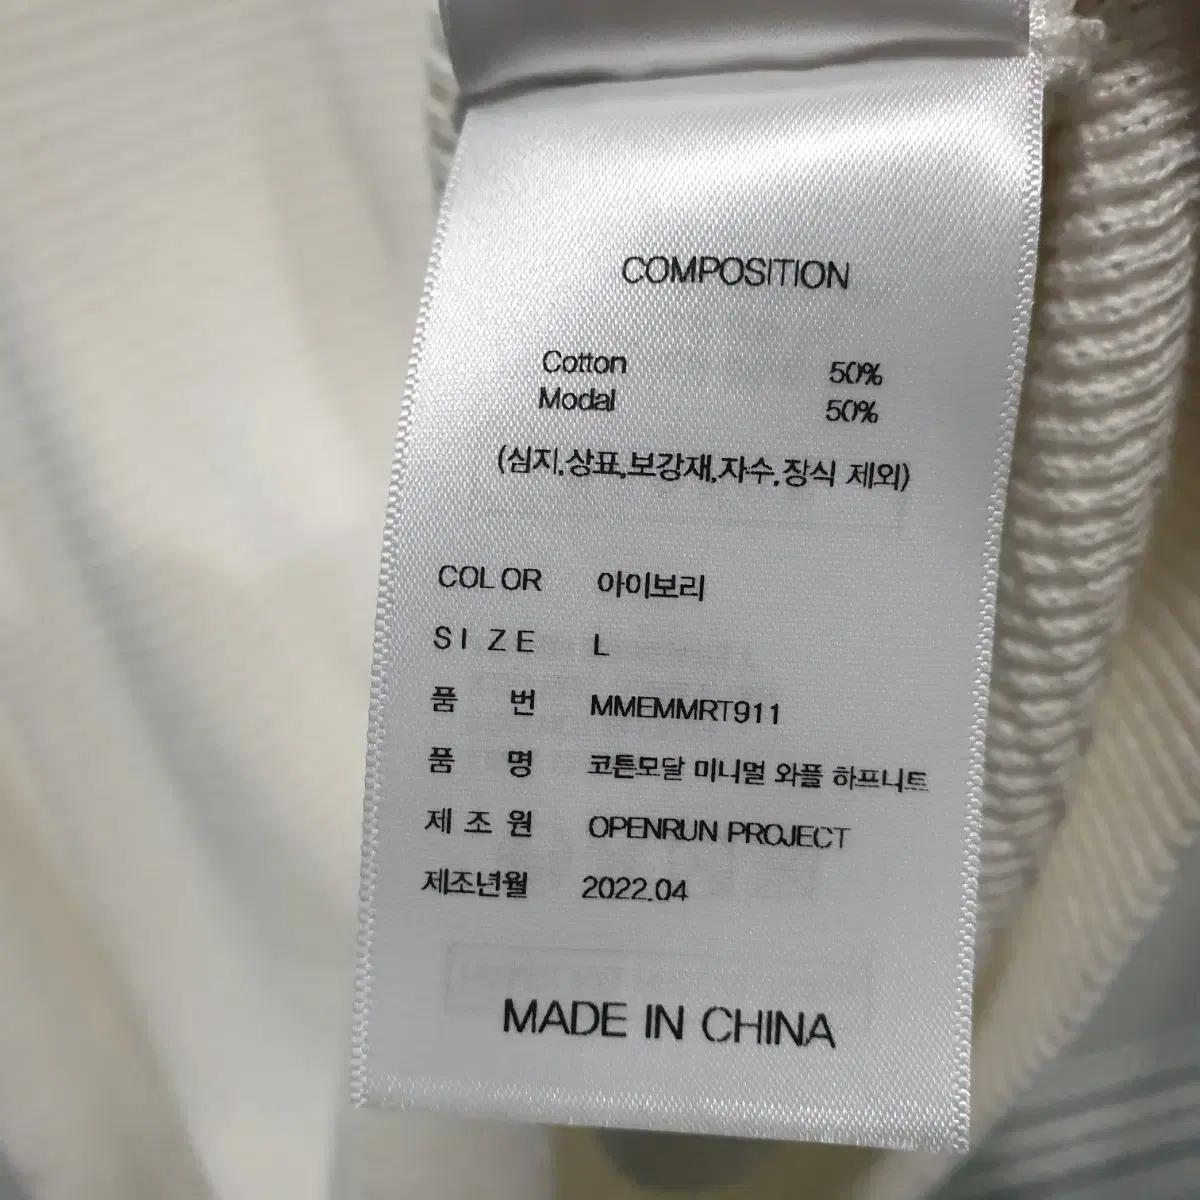 COMPOSITION
Cotton 50%
Modal 50%
(심지,상표,보강재,자수,장식 제외)
COLOR 아이보리
SIZE L
품 번 MMEMMRT911
품 명 코튼모달 미니멀 와플 하프니트
제조원 OPENRUN PROJECT
제조년월 2022.04
MADE IN CHINA